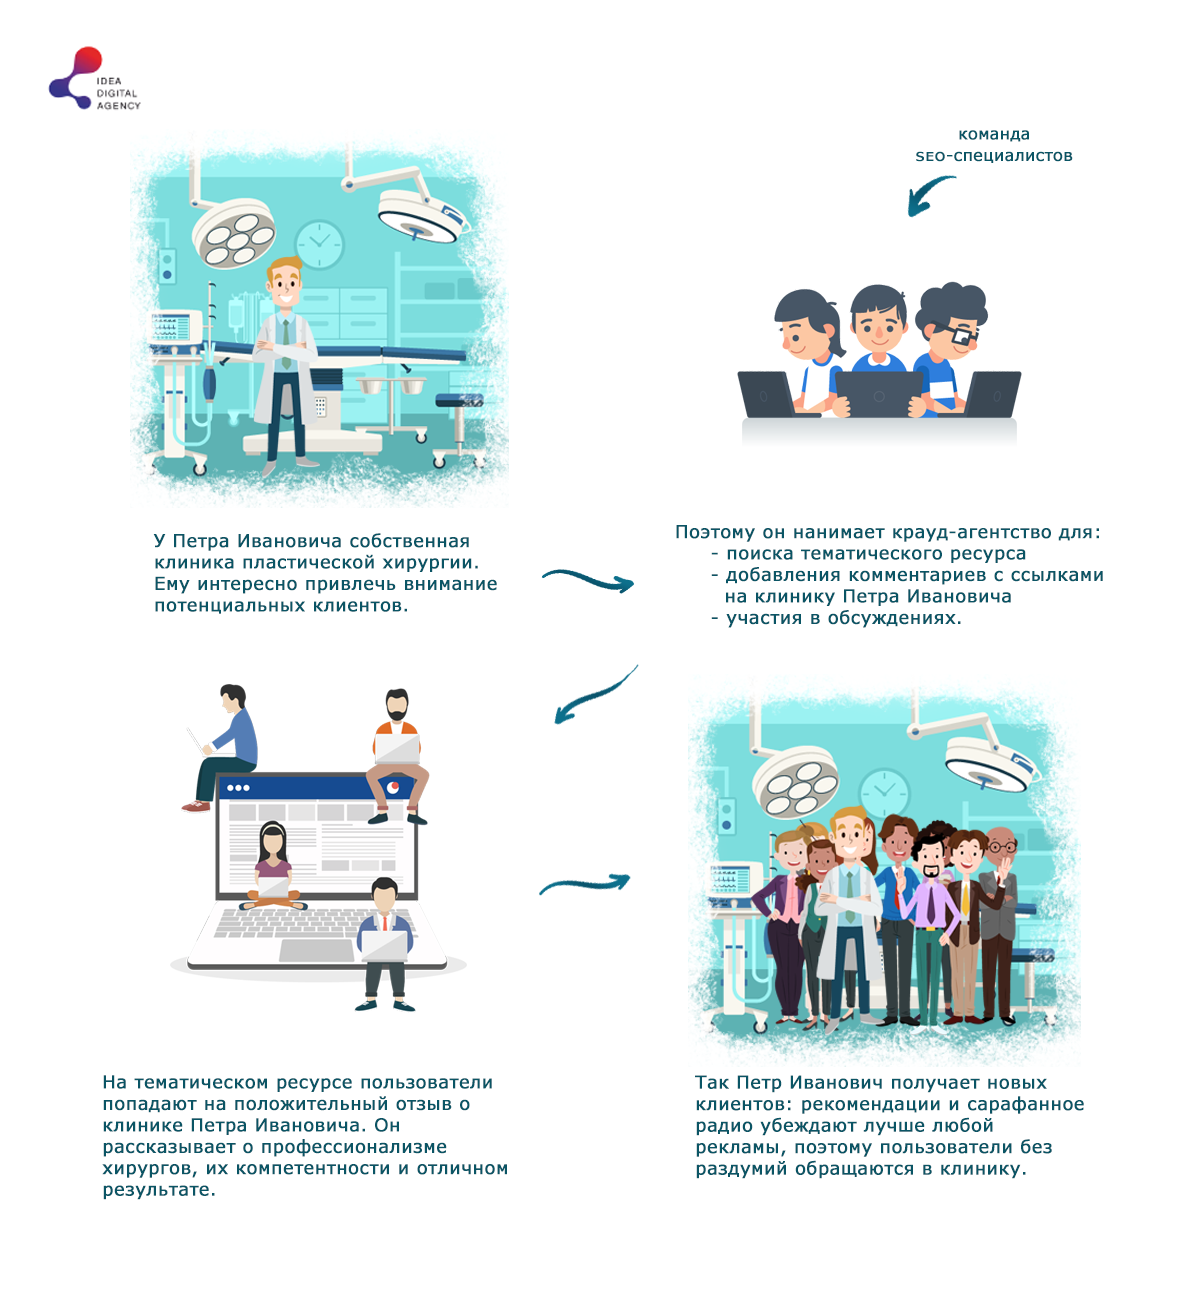 IDEA
DIGITAL
AGENCY
команда
SEO-специалистов
У Петра Ивановича собственная
клиника пластической хирургии.
Ему интересно привлечь внимание
потенциальных клиентов.
Поэтому он нанимает крауд-агентство для:
- поиска тематического ресурса
- добавления комментариев с ссылками
на клинику Петра Ивановича
- участия в обсуждениях.
На тематическом ресурсе пользователи
попадают на положительный отзыв о
клинике Петра Ивановича. Он
рассказывает о профессионализме
хирургов, их компетентности и отличном
результате.
Так Петр Иванович получает новых
клиентов: рекомендации и сарафанное
радио убеждают лучше любой
рекламы, поэтому пользователи без
раздумий обращаются в клинику.